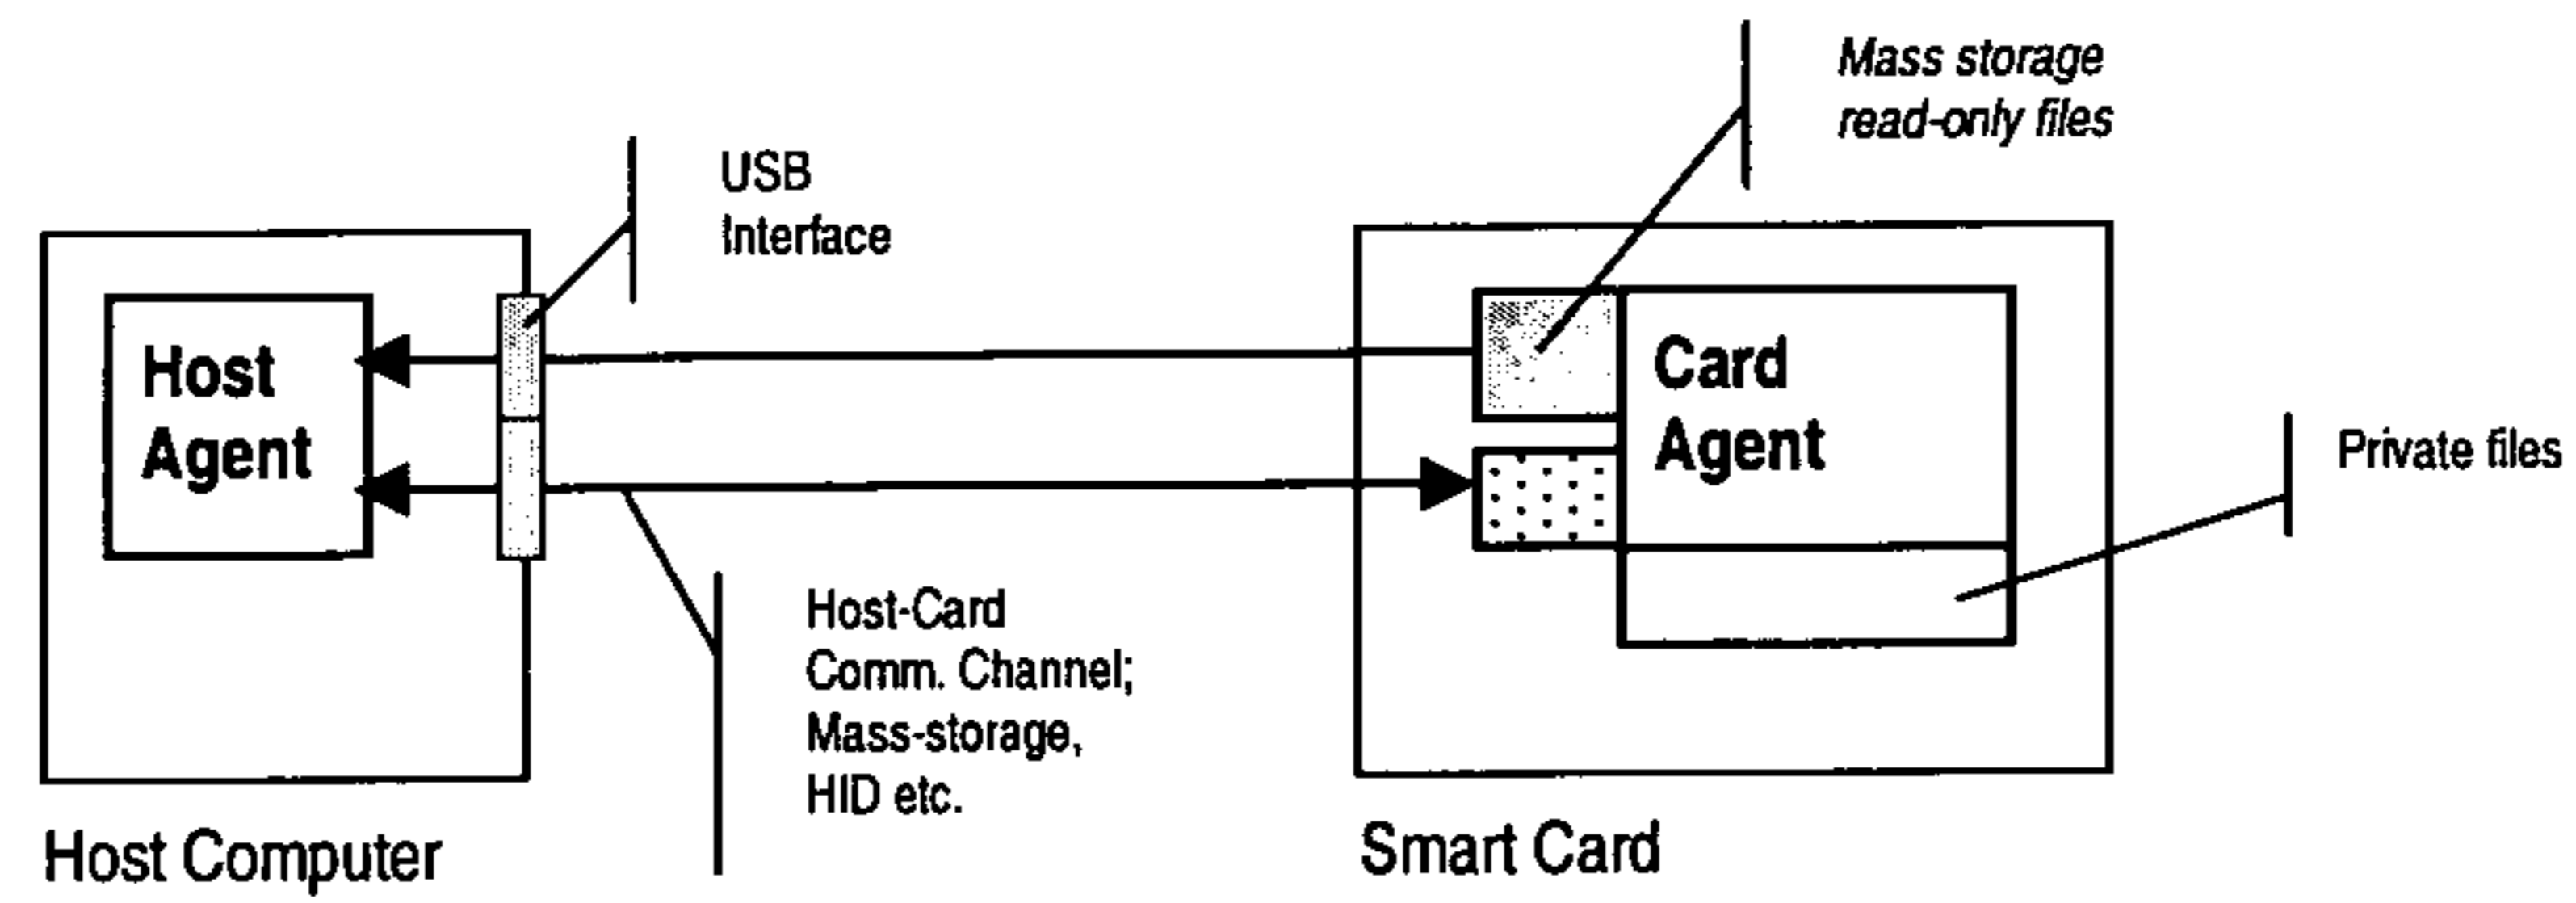 Mass storage
read-only files
USB
Interface
Host
Agent
Card
Agent
Private files
Host-Card
Comm. Channel;
Mass-storage,
HID etc.
Host Computer
Smart Card